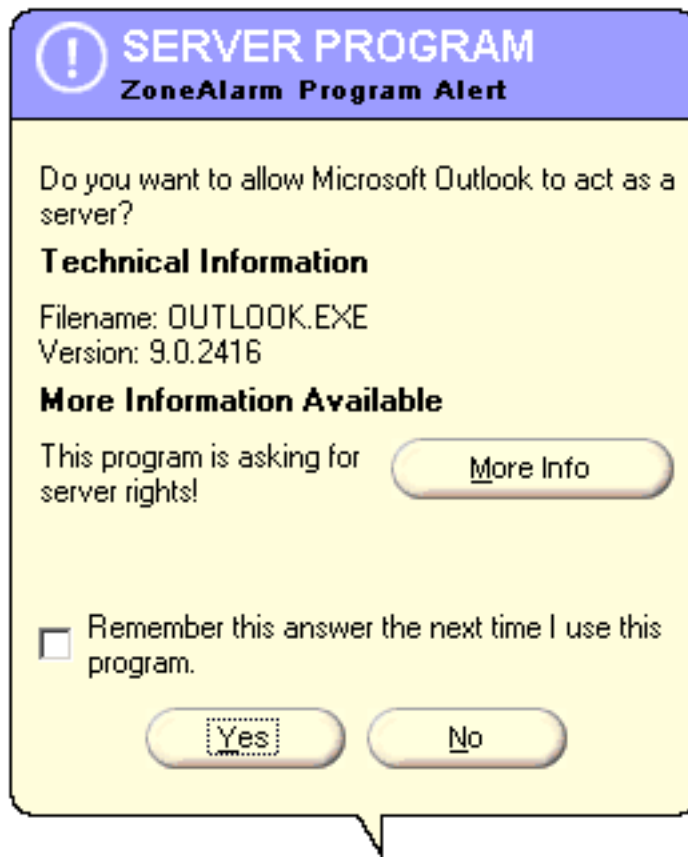 SERVER PROGRAM
ZoneAlarm Program Alert
Do you want to allow Microsoft Outlook to act as a
server?
Technical Information
Filename: OUTLOOK.EXE
Version: 9.0.2416
More Information Available
This program is asking for
server rights!
More Info
Remember this answer the next time I use this
program.
Yes
No